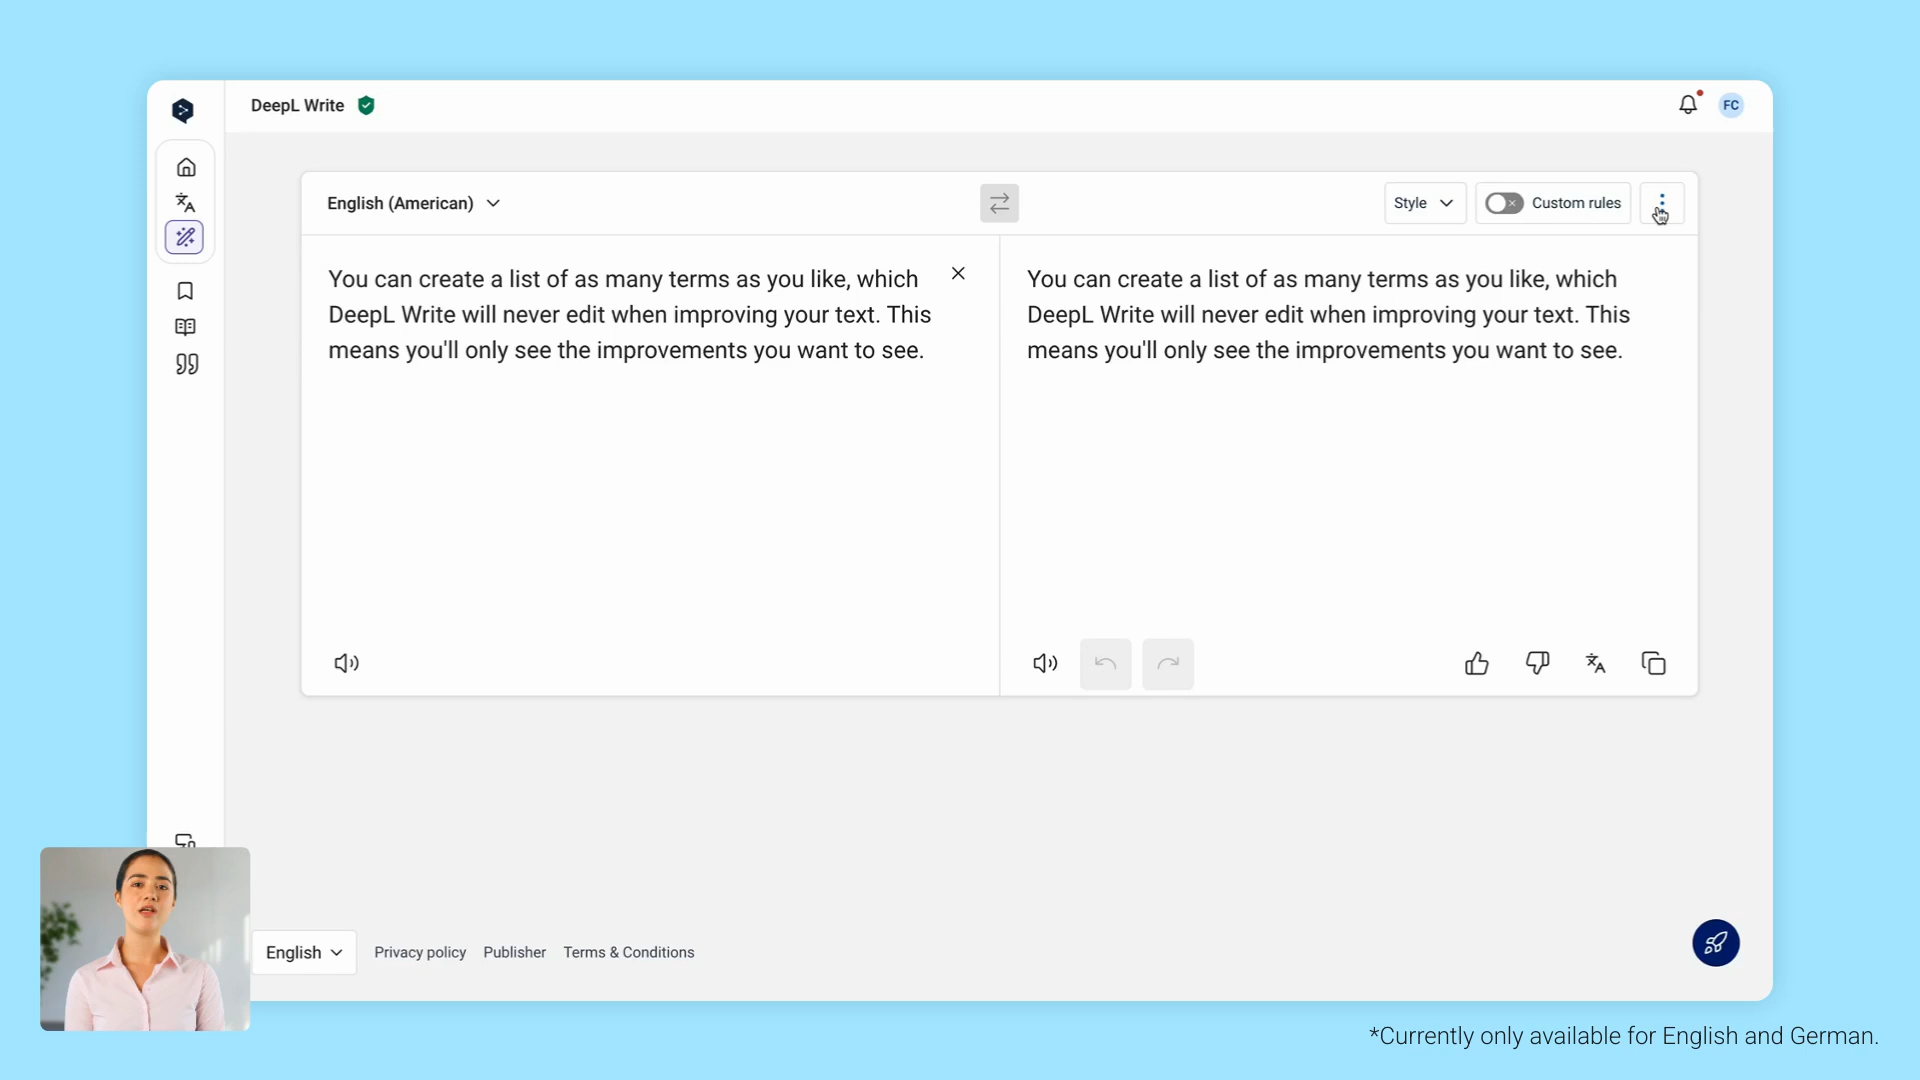 DeepL Write
FC
English (American)
Style
Custom rules
You can create a list of as many terms as you like, which
DeepL Write will never edit when improving your text. This
means you'll only see the improvements you want to see.
You can create a list of as many terms as you like, which
DeepL Write will never edit when improving your text. This
means you'll only see the improvements you want to see.
English
Privacy policy
Publisher
Terms & Conditions
*Currently only available for English and German.